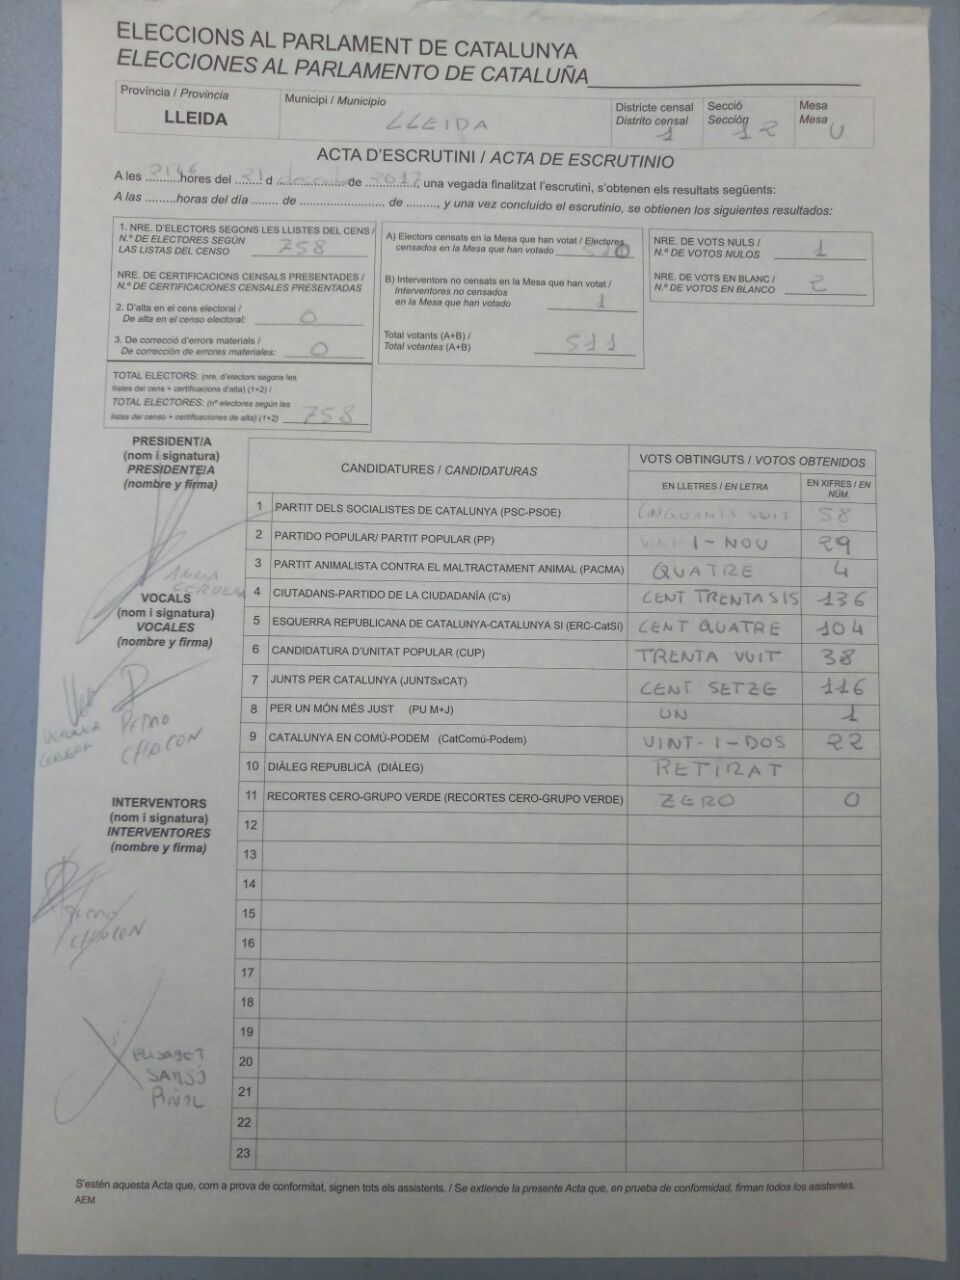 ELECCIONS AL PARLAMENT DE CATALUNYA
ELECCIONES AL PARLAMENTO DE CATALUÑA
Província / Provincia
LLEIDA
Municipi / Municipio
LLEIDA
Districte censal
Distrito censal
1
Secció
Sección
12
Mesa
Mesa
U
ACTA D'ESCRUTINI / ACTA DE ESCRUTINIO
A les 21'46 hores del 21 d desembre de 2017, una vegada finalitzat l'escrutini, s'obtenen els resultats següents:
A las .........horas del día ........ de ........................ de ........., y una vez concluido el escrutinio, se obtienen los siguientes resultados:
1. NRE. D'ELECTORS SEGONS LES LLISTES DEL CENS /
N.º DE ELECTORES SEGÚN
LAS LISTAS DEL CENSO 758
NRE. DE CERTIFICACIONS CENSALS PRESENTADES /
N.º DE CERTIFICACIONES CENSALES PRESENTADAS
2. D'alta en el cens electoral /
De alta en el censo electoral: 0
3. De correcció d'errors materials /
De corrección de errores materiales: 0
TOTAL ELECTORS: (nre. d'electors segons les
llistes del cens + certificacions d'alta) (1+2) /
TOTAL ELECTORES: (nº electores según las
listas del censo + certificaciones de alta) (1+2) 758
A) Electors censats en la Mesa que han votat / Electores
censados en la Mesa que han votado 510
B) Interventors no censats en la Mesa que han votat /
Interventores no censados
en la Mesa que han votado 1
Total votants (A+B) /
Total votantes (A+B) 511
NRE. DE VOTS NULS /
N.º DE VOTOS NULOS 1
NRE. DE VOTS EN BLANC /
N.º DE VOTOS EN BLANCO 2
PRESIDENT/A
(nom i signatura)
PRESIDENTE/A
(nombre y firma)
ANNA
VOCALS
(nom i signatura)
VOCALES
(nombre y firma)
CHACON
INTERVENTORS
(nom i signatura)
INTERVENTORES
(nombre y firma)
CHACON
ELISABET
CANDIDATURES / CANDIDATURAS
VOTS OBTINGUTS / VOTOS OBTENIDOS
EN LLETRES / EN LETRA
EN XIFRES / EN NÚM.
1 PARTIT DELS SOCIALISTES DE CATALUNYA (PSC-PSOE) CINQUANTA VUIT 58
2 PARTIDO POPULAR/ PARTIT POPULAR (PP) VINT-I-NOU 29
3 PARTIT ANIMALISTA CONTRA EL MALTRACTAMENT ANIMAL (PACMA) QUATRE 4
4 CIUTADANS-PARTIDO DE LA CIUDADANÍA (C's) CENT TRENTASIS 136
5 ESQUERRA REPUBLICANA DE CATALUNYA-CATALUNYA SÍ (ERC-CatSí) CENT QUATRE 104
6 CANDIDATURA D'UNITAT POPULAR (CUP) TRENTA VUIT 38
7 JUNTS PER CATALUNYA (JUNTSxCAT) CENT SETZE 116
8 PER UN MÓN MÉS JUST (PU M+J) UN 1
9 CATALUNYA EN COMÚ-PODEM (CatComú-Podem) VINT-I-DOS 22
10 DIÀLEG REPUBLICÀ (DIÀLEG) RETIRAT
11 RECORTES CERO-GRUPO VERDE (RECORTES CERO-GRUPO VERDE) ZERO 0
12
13
14
15
16
17
18
19
20
21
22
23
S'estén aquesta Acta que, com a prova de conformitat, signen tots els assistents. / Se extiende la presente Acta que, en prueba de conformidad, firman todos los asistentes.
AEM